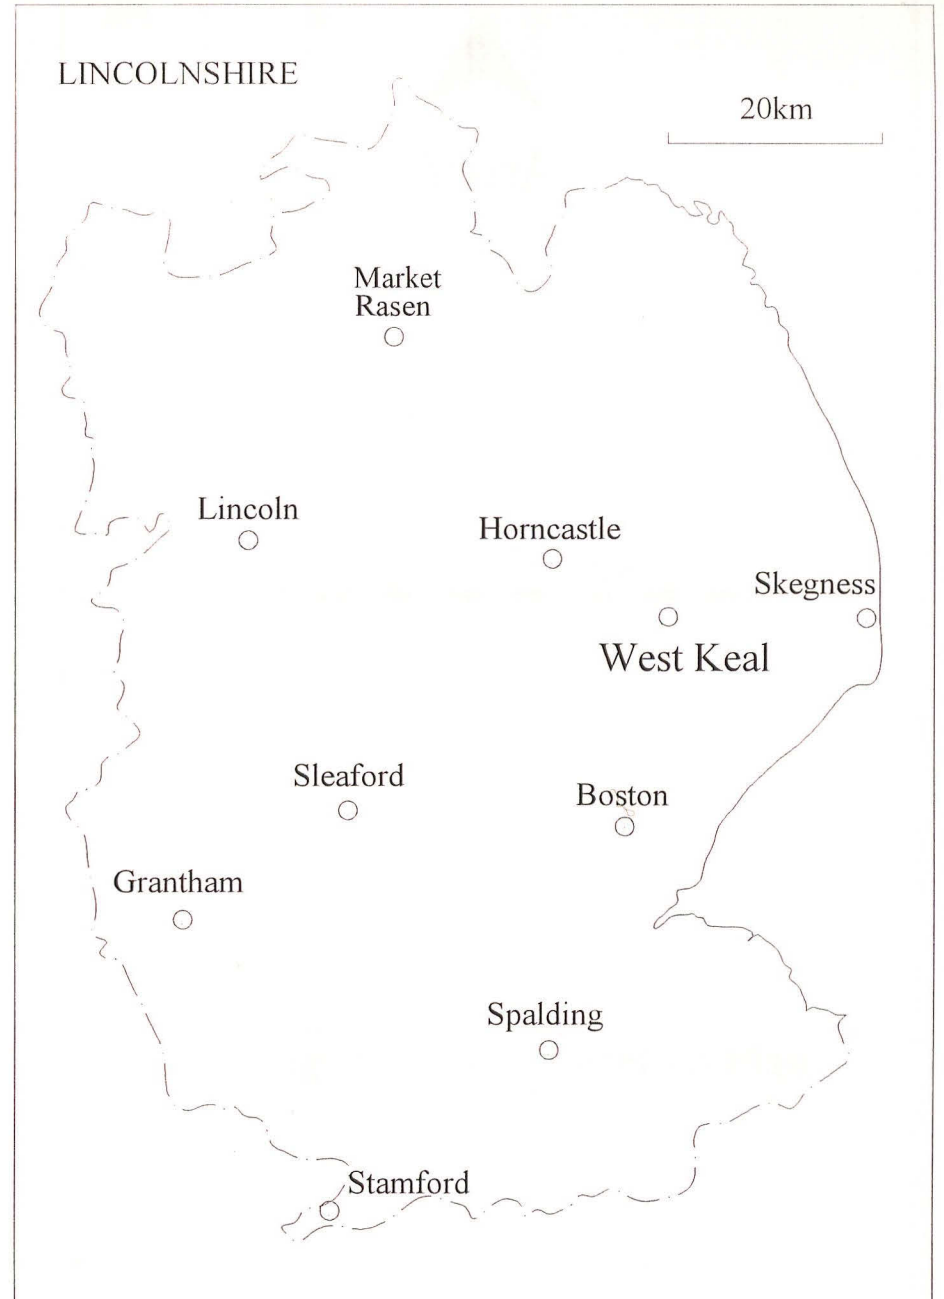 LINCOLNSHIRE
20km
Market
Rasen
Lincoln
Horncastle
Skegness
West Keal
Sleaford
Boston
Grantham
Spalding
Stamford